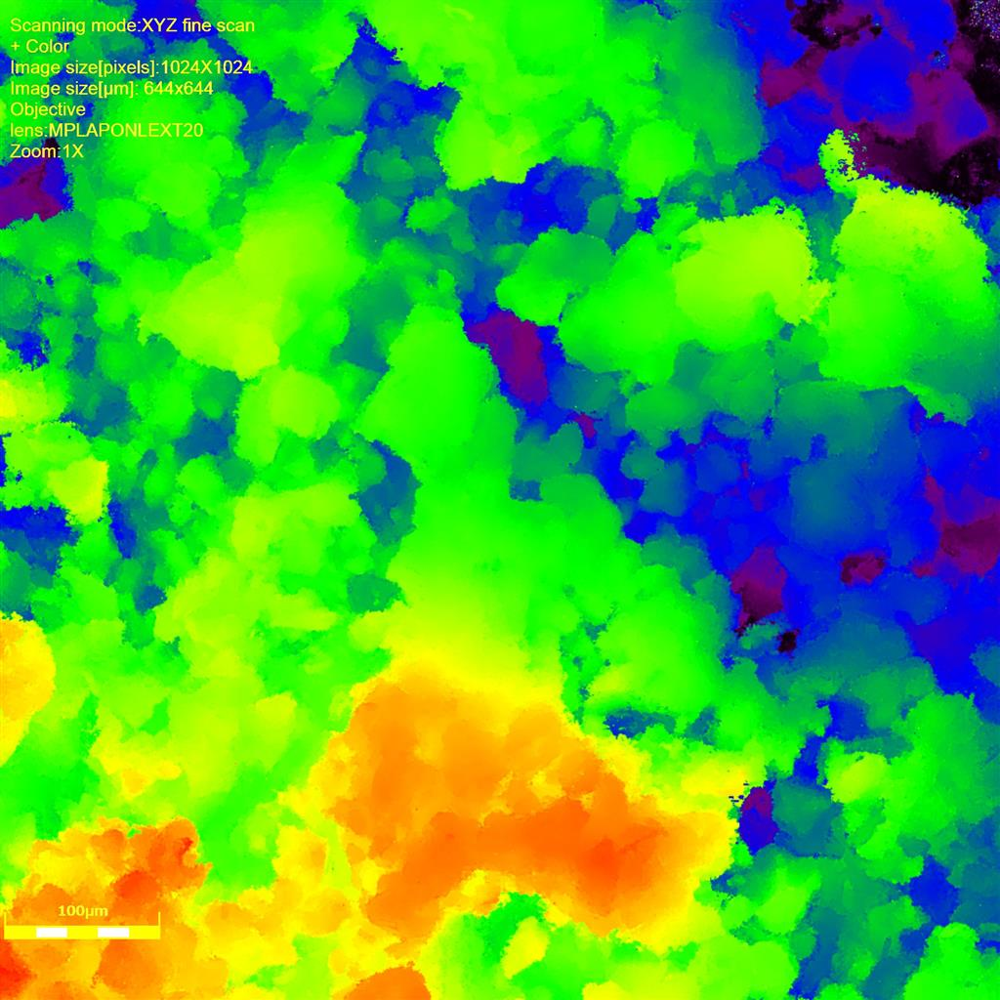 Scanning mode:XYZ fine scan
+ Color
Image size[pixels]:1024X1024
Image size[µm]: 644x644
Objective
lens:MPLAPONLEXT20
Zoom:1X
100µm